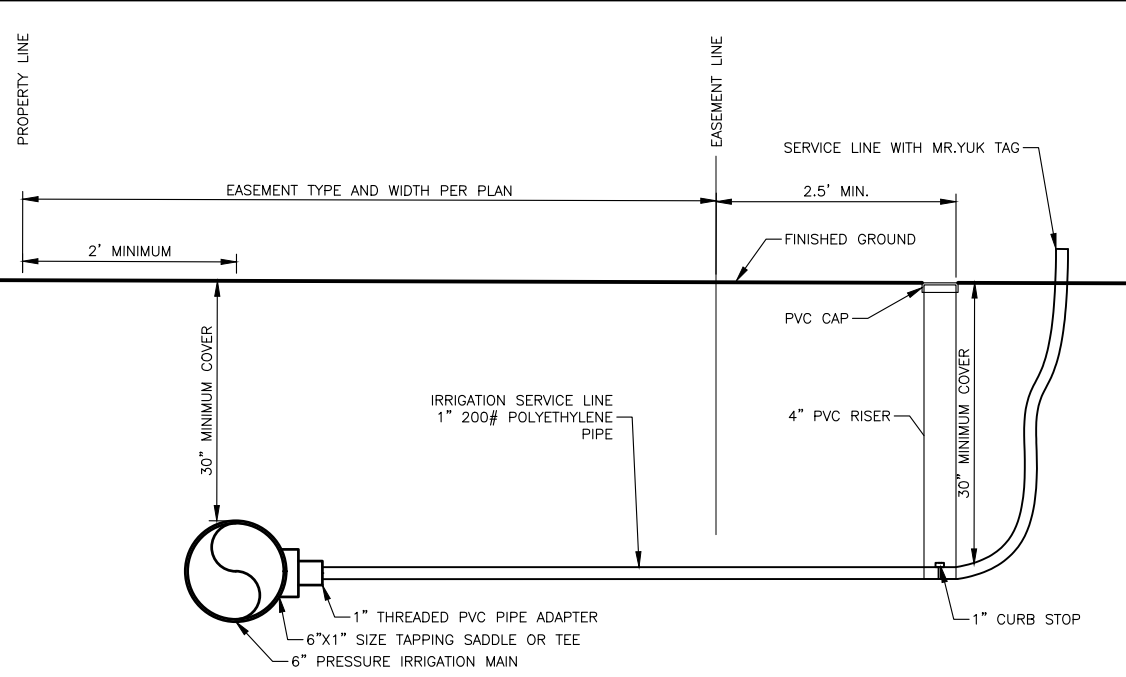 PROPERTY LINE
EASEMENT LINE
SERVICE LINE WITH MR.YUK TAG
EASEMENT TYPE AND WIDTH PER PLAN
2.5' MIN.
2' MINIMUM
FINISHED GROUND
PVC CAP
30" MINIMUM COVER
IRRIGATION SERVICE LINE
1" 200# POLYETHYLENE
PIPE
4" PVC RISER
30" MINIMUM COVER
1" THREADED PVC PIPE ADAPTER
1" CURB STOP
6"X1" SIZE TAPPING SADDLE OR TEE
6" PRESSURE IRRIGATION MAIN